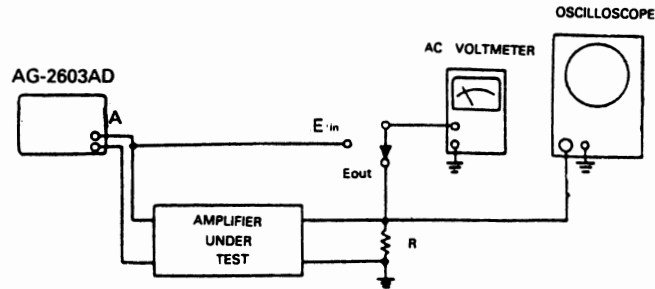 OSCILLOSCOPE
AC VOLTMETER
AG-2603AD
A
E in
Eout
AMPLIFIER
UNDER
TEST
R